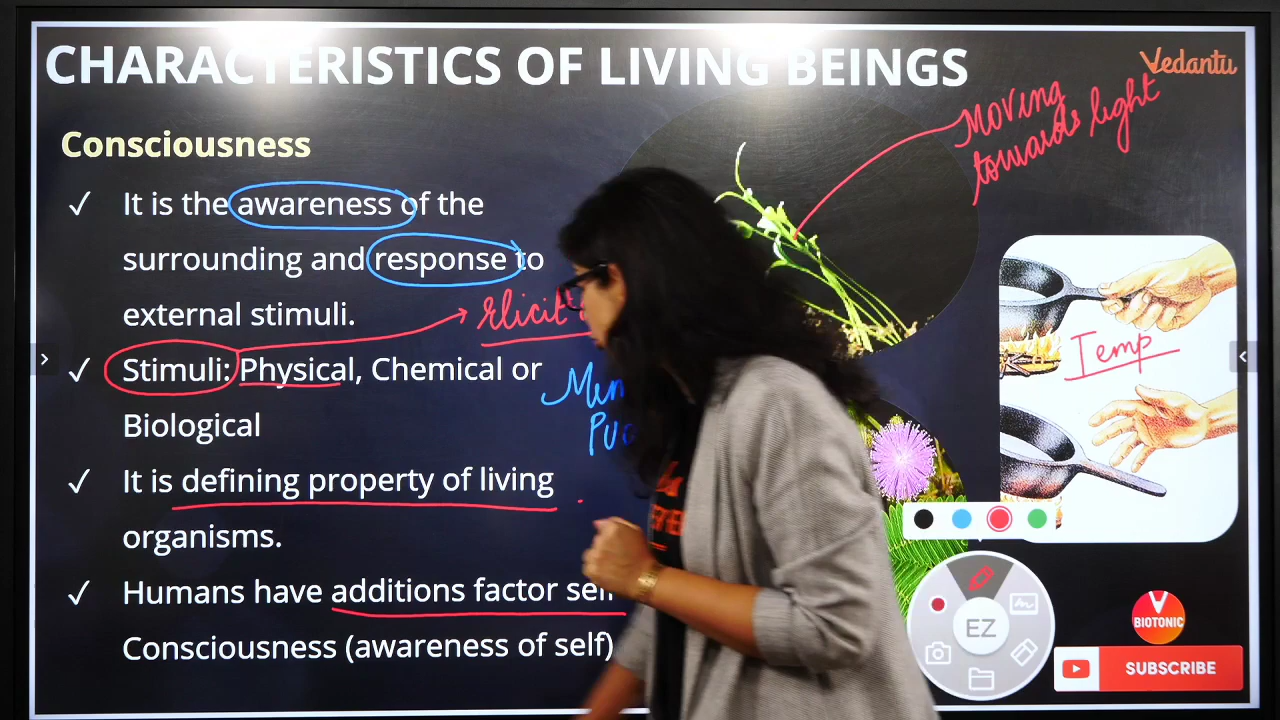 CHARACTERISTICS OF LIVING BEINGS
Vedantu
Moving
towards light
Consciousness
✓ It is the awareness of the
surrounding and response to
external stimuli.
✓ Stimuli: Physical, Chemical or
Biological
✓ It is defining property of living
organisms.
✓ Humans have additions factor self
Consciousness (awareness of self)
Temp
EZ
V
BIOTONIC
SUBSCRIBE